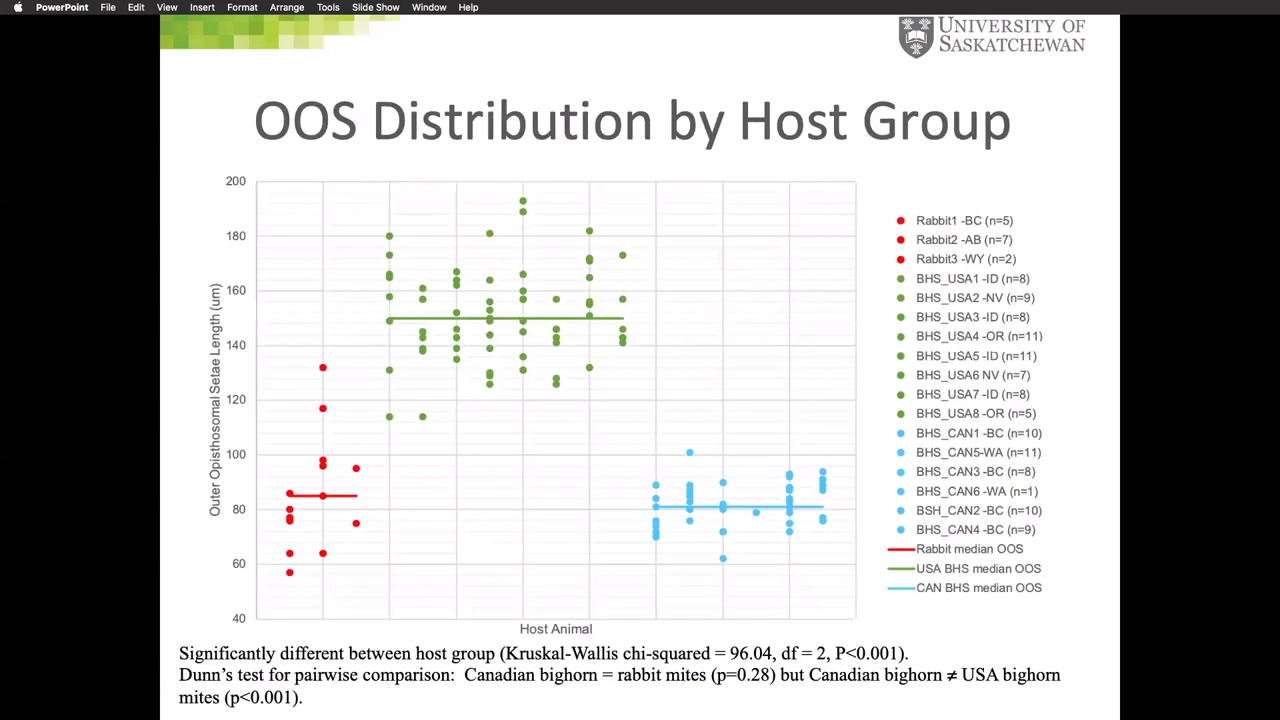 PowerPoint File Edit View Insert Format Arrange Tools Slide Show Window Help
UNIVERSITY OF
SASKATCHEWAN
OOS Distribution by Host Group
Outer Opisthosomal Setae Length (um)
200
180
160
140
120
100
80
60
40
Host Animal
Rabbit1 -BC (n=5)
Rabbit2 -AB (n=7)
Rabbit3 -WY (n=2)
BHS_USA1 -ID (n=8)
BHS_USA2 -NV (n=9)
BHS_USA3 -ID (n=8)
BHS_USA4 -OR (n=11)
BHS_USA5 -ID (n=11)
BHS_USA6 NV (n=7)
BHS_USA7 -ID (n=8)
BHS_USA8 -OR (n=5)
BHS_CAN1 -BC (n=10)
BHS_CAN5-WA (n=11)
BHS_CAN3 -BC (n=8)
BHS_CAN6 -WA (n=1)
BSH_CAN2 -BC (n=10)
BHS_CAN4 -BC (n=9)
Rabbit median OOS
USA BHS median OOS
CAN BHS median OOS
Significantly different between host group (Kruskal-Wallis chi-squared = 96.04, df = 2, P<0.001).
Dunn's test for pairwise comparison: Canadian bighorn = rabbit mites (p=0.28) but Canadian bighorn ≠ USA bighorn
mites (p<0.001).